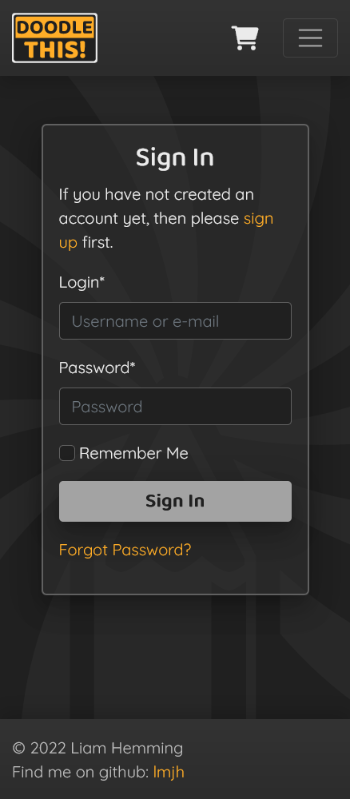 DOODLE
THIS!
Sign In
If you have not created an
account yet, then please sign
up first.
Login*
Username or e-mail
Password*
Password
Remember Me
Sign In
Forgot Password?
© 2022 Liam Hemming
Find me on github: lmjh